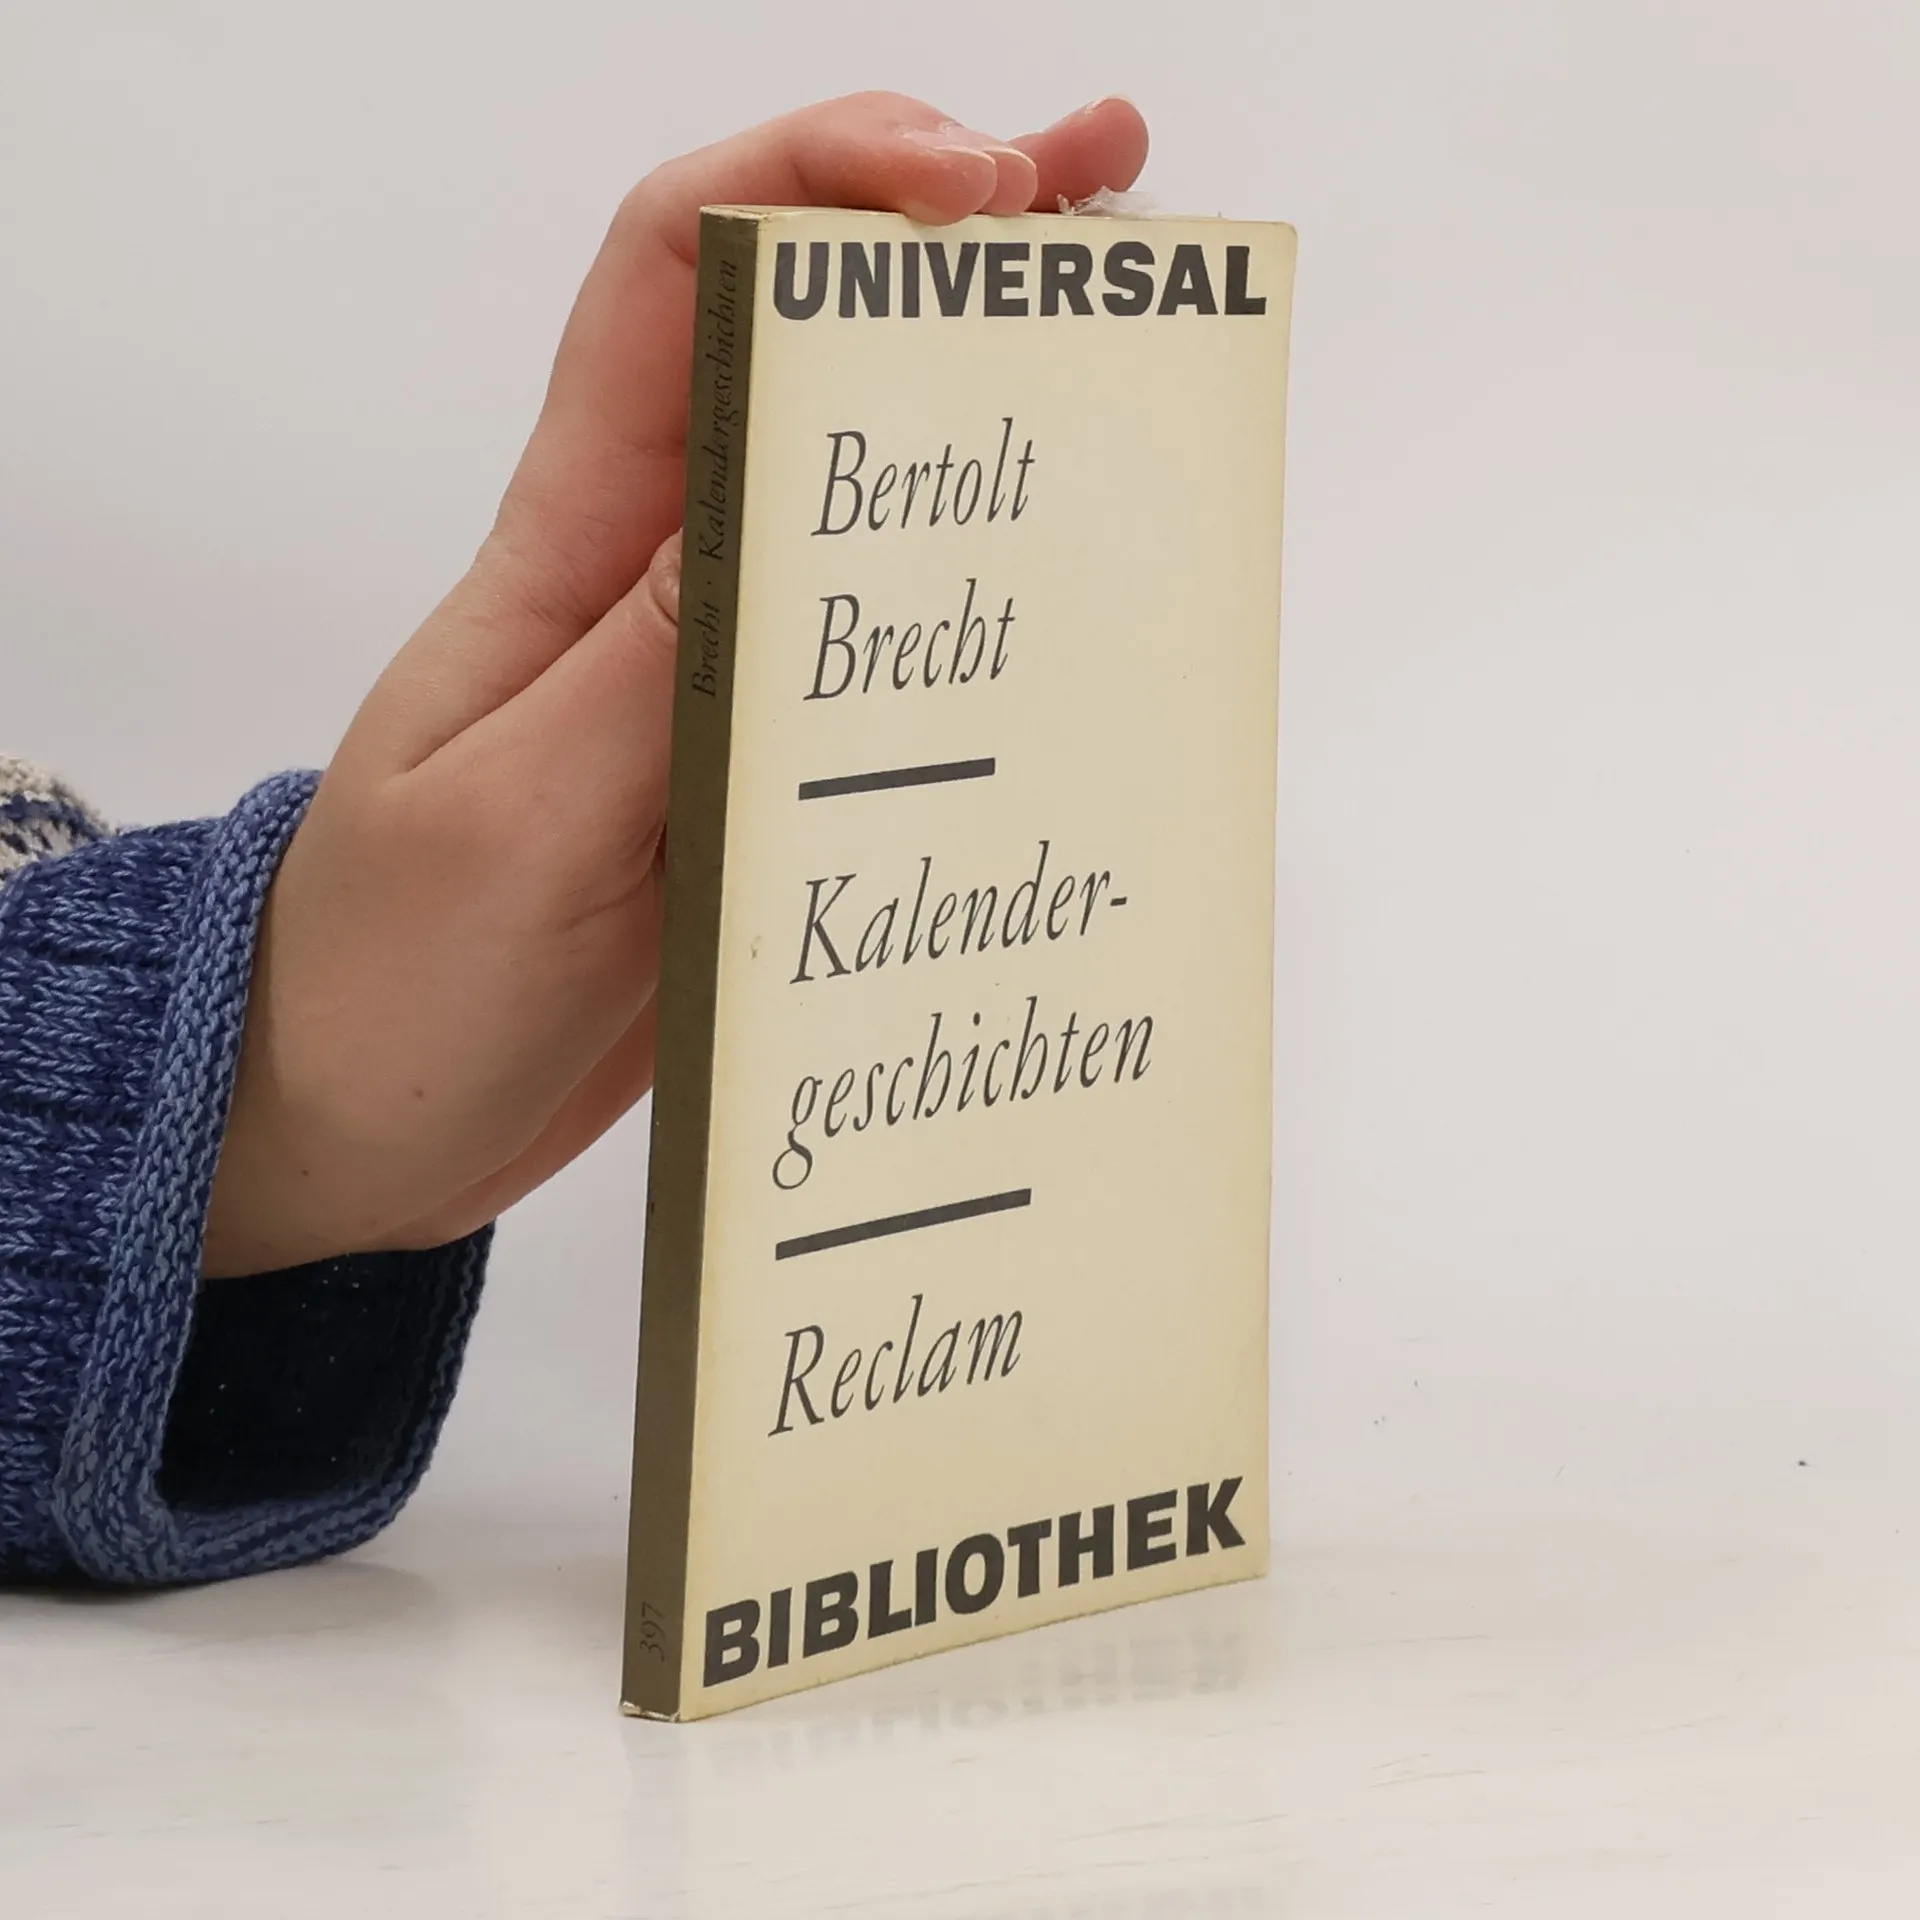 UNIVERSAL
Bertolt
Brecht
Kalender-
geschichten
Reclam
BIBLIOTHEK
Brecht · Kalendergeschichten
397